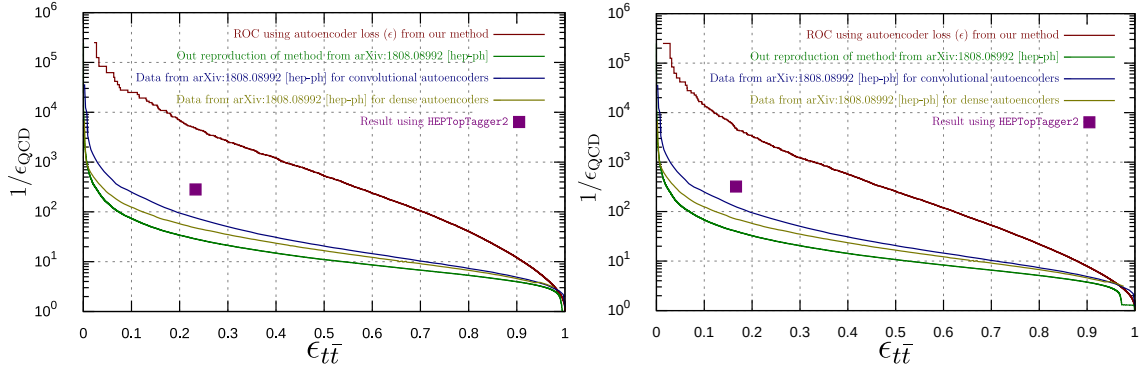 10^6
10^5
10^4
10^3
10^2
10^1
10^0
1/ϵ_QCD
ROC using autoencoder loss (ϵ) from our method
Out reproduction of method from arXiv:1808.08992 [hep-ph]
Data from arXiv:1808.08992 [hep-ph] for convolutional autoencoders
Data from arXiv:1808.08992 [hep-ph] for dense autoencoders
Result using HEPTopTagger2
0 0.1 0.2 0.3 0.4 0.5 0.6 0.7 0.8 0.9 1
ϵ_tt̄
10^6
10^5
10^4
10^3
10^2
10^1
10^0
1/ϵ_QCD
ROC using autoencoder loss (ϵ) from our method
Out reproduction of method from arXiv:1808.08992 [hep-ph]
Data from arXiv:1808.08992 [hep-ph] for convolutional autoencoders
Data from arXiv:1808.08992 [hep-ph] for dense autoencoders
Result using HEPTopTagger2
0 0.1 0.2 0.3 0.4 0.5 0.6 0.7 0.8 0.9 1
ϵ_tt̄